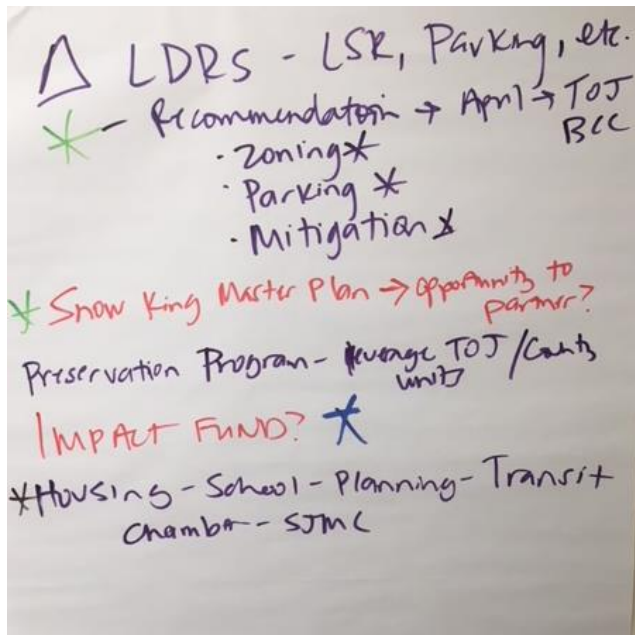 Δ LDRS - LSR, Parking, etc.
* - Recommendation → April → TOJ
BCC
· Zoning *
· Parking *
· Mitigation *
* Snow King Master Plan → opportunity to
partner?
Preservation Program - leverage TOJ / County
units
IMPACT FUND? *
* Housing - School - Planning - Transit
Chamber - SJMC